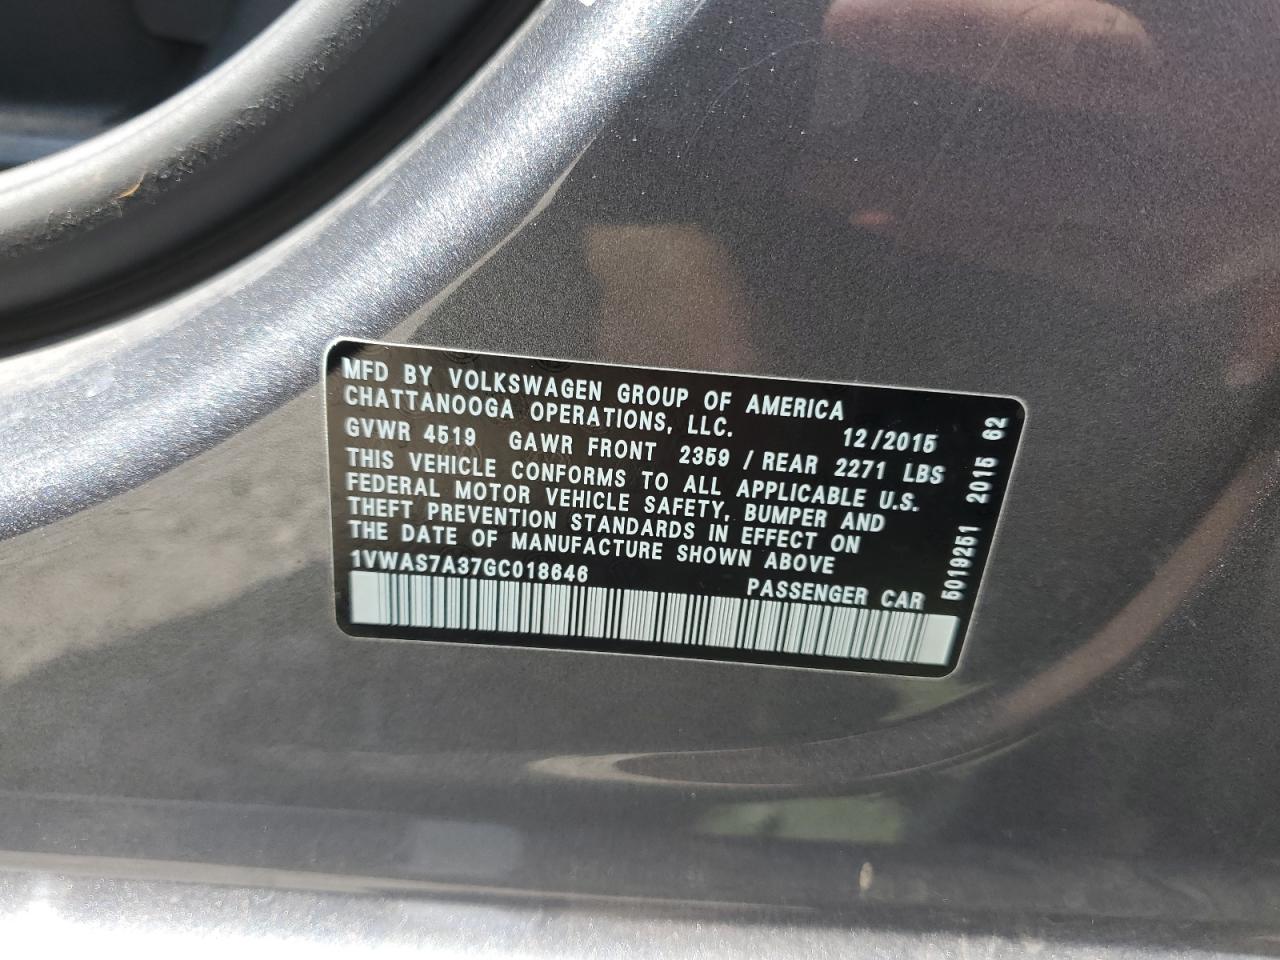 MFD BY VOLKSWAGEN GROUP OF AMERICA
CHATTANOOGA OPERATIONS, LLC. 12/2015
GVWR 4519 GAWR FRONT 2359 / REAR 2271 LBS
THIS VEHICLE CONFORMS TO ALL APPLICABLE U.S.
FEDERAL MOTOR VEHICLE SAFETY, BUMPER AND
THEFT PREVENTION STANDARDS IN EFFECT ON
THE DATE OF MANUFACTURE SHOWN ABOVE
1VWAS7A37GC018646 PASSENGER CAR
5019251 2015 62